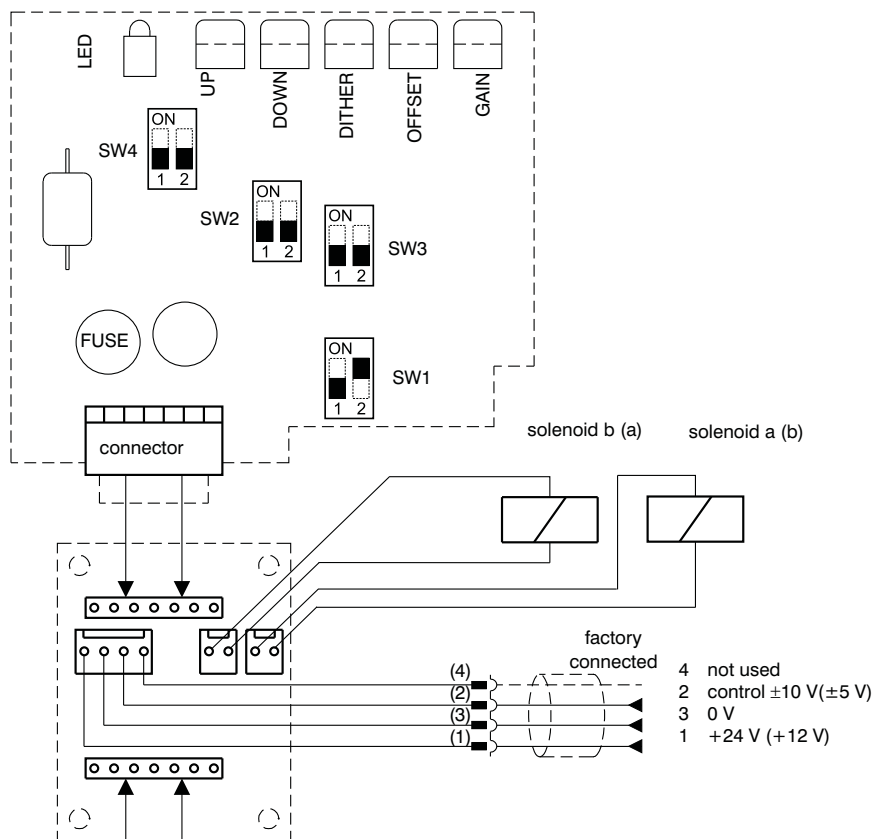 LED
UP
DOWN
DITHER
OFFSET
GAIN
ON
SW4
1 2
ON
SW2
1 2
ON
SW3
1 2
FUSE
ON
SW1
1 2
connector
solenoid b (a)
solenoid a (b)
factory
connected
(4)
4 not used
(2)
2 control ±10 V(±5 V)
(3)
3 0 V
(1)
1 +24 V (+12 V)